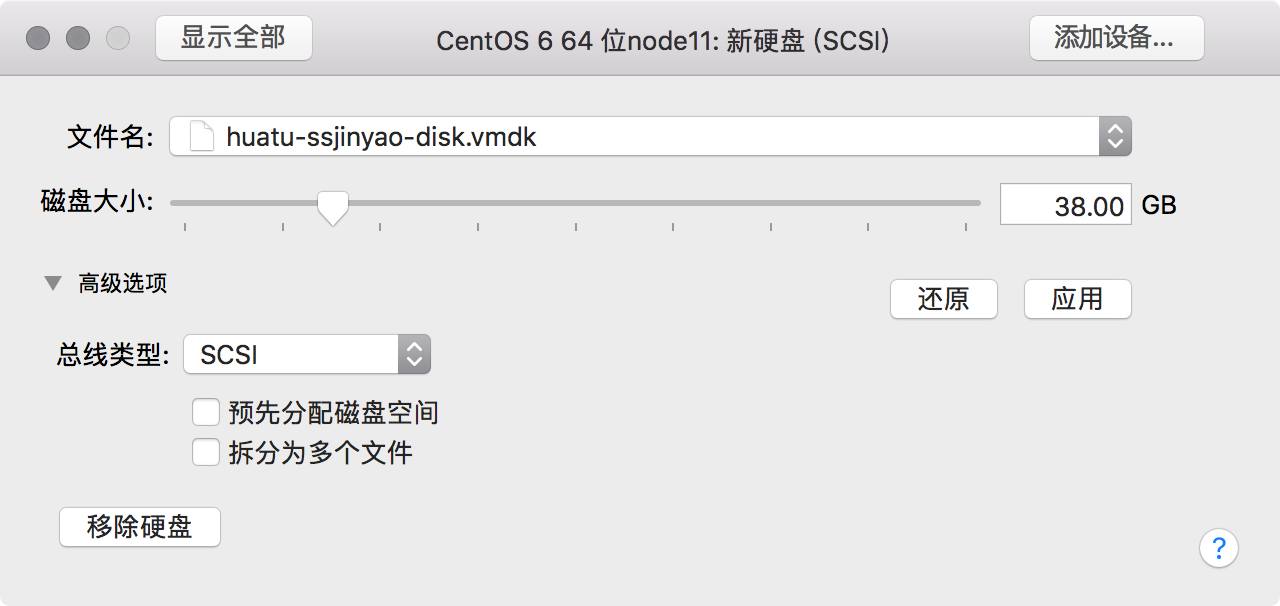 显示全部 CentOS 6 64 位node11: 新硬盘 (SCSI) 添加设备...
文件名: huatu-ssjinyao-disk.vmdk
磁盘大小: 38.00 GB
高级选项 还原 应用
总线类型: SCSI
预先分配磁盘空间
拆分为多个文件
移除硬盘
?